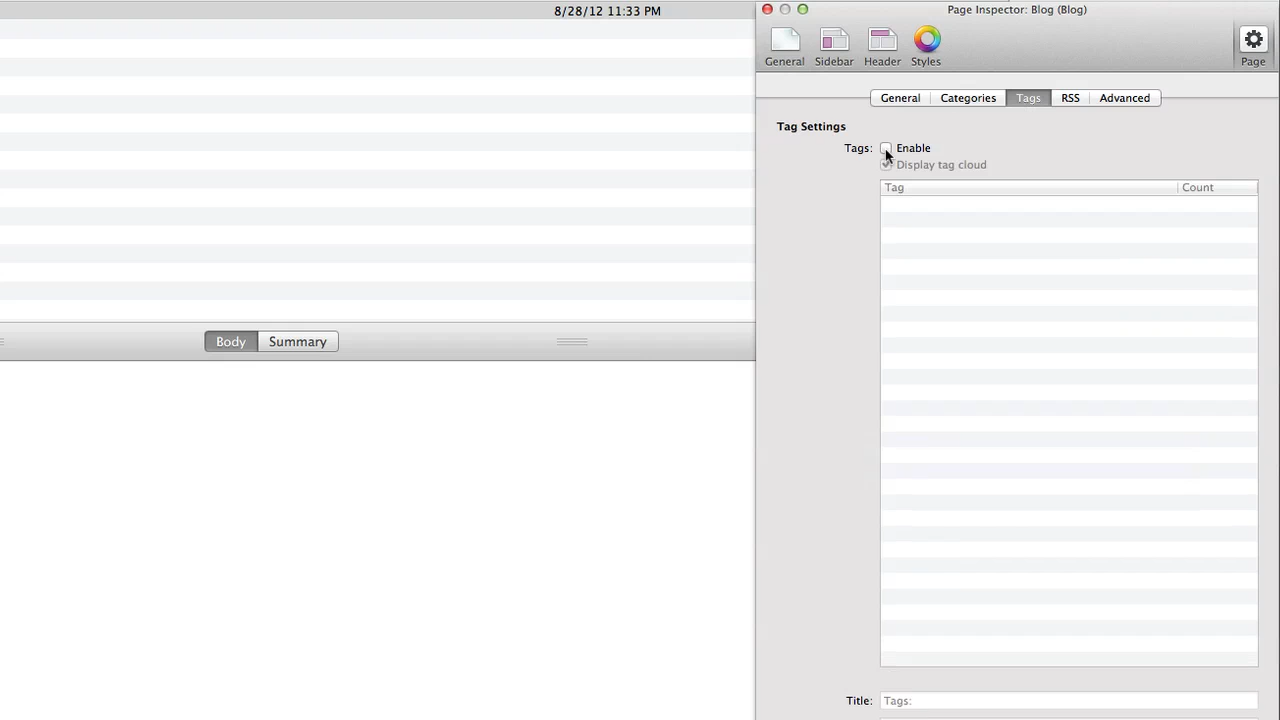 8/28/12 11:33 PM
Page Inspector: Blog (Blog)
General Sidebar Header Styles Page
General Categories Tags RSS Advanced
Tag Settings
Tags: Enable
Display tag cloud
Tag Count
Body Summary
Title: Tags: